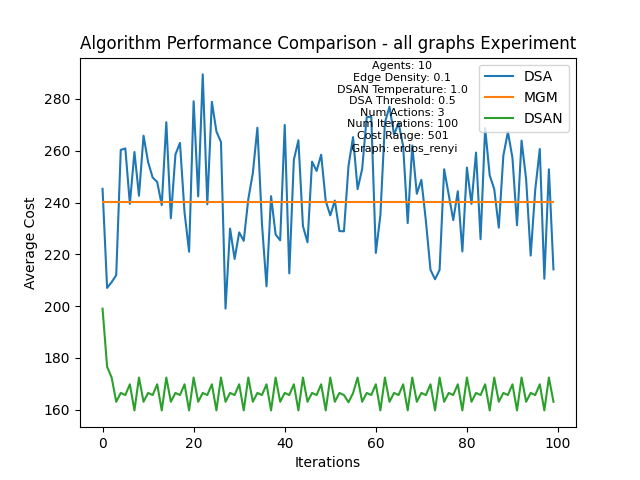 Algorithm Performance Comparison - all graphs Experiment
Agents: 10
Edge Density: 0.1
DSAN Temperature: 1.0
DSA Threshold: 0.5
Num Actions: 3
Num Iterations: 100
Cost Range: 501
Graph: erdos_renyi
DSA
MGM
DSAN
Average Cost
280
260
240
220
200
180
160
0
20
40
60
80
100
Iterations